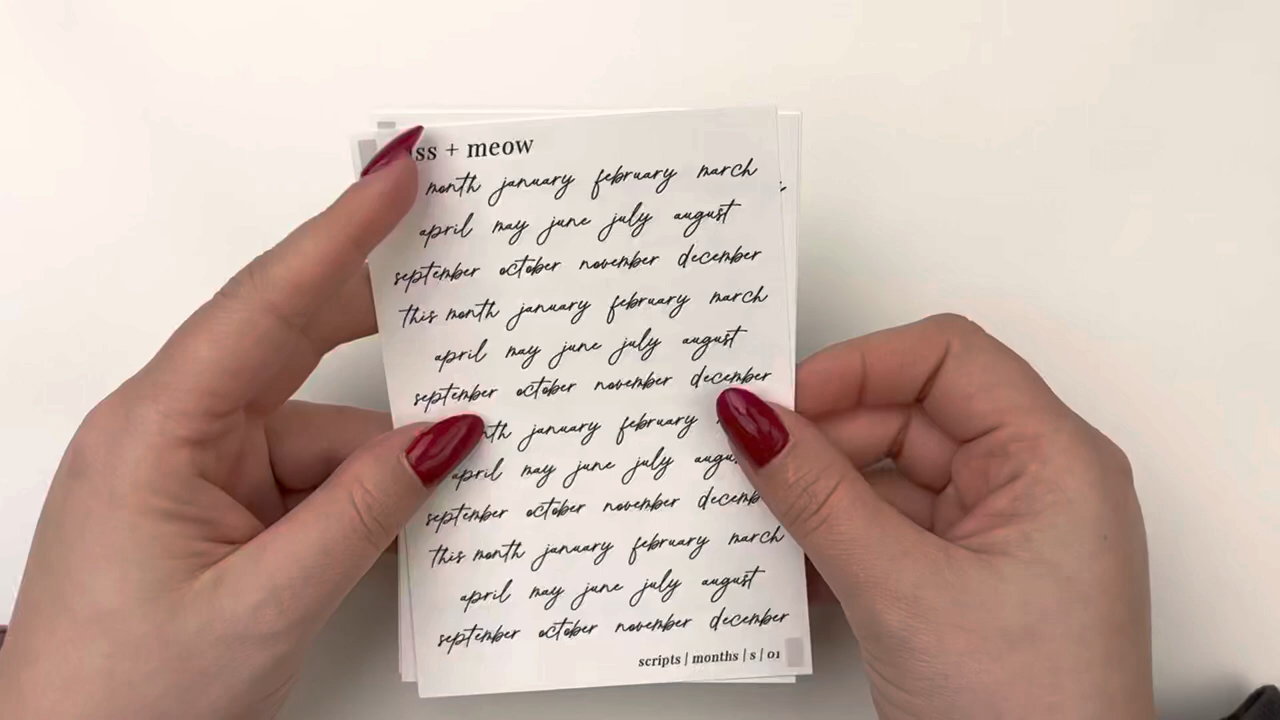 + meow
month january february march
april may june july august
september october november december
this month january february march
april may june july august
september october november december
january february
april may june july
september october november
this month january february march
april may june july august
september october november december
scripts | months | s | 01